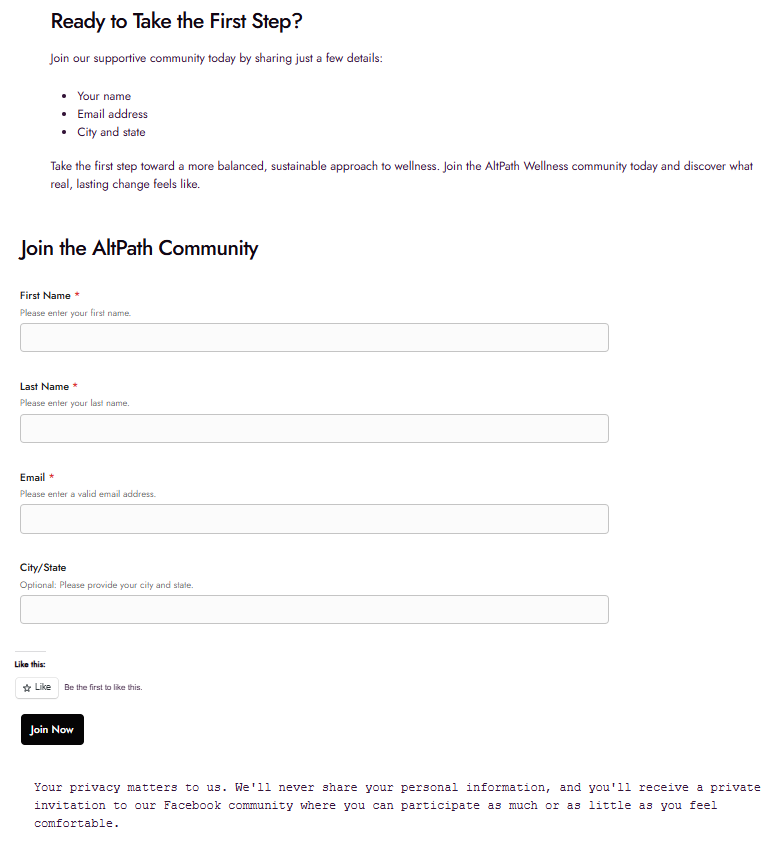 Ready to Take the First Step?
Join our supportive community today by sharing just a few details:
• Your name
• Email address
• City and state
Take the first step toward a more balanced, sustainable approach to wellness. Join the AltPath Wellness community today and discover what
real, lasting change feels like.
Join the AltPath Community
First Name *
Please enter your first name.
Last Name *
Please enter your last name.
Email *
Please enter a valid email address.
City/State
Optional: Please provide your city and state.
Like this:
☆ Like Be the first to like this.
Join Now
Your privacy matters to us. We'll never share your personal information, and you'll receive a private
invitation to our Facebook community where you can participate as much or as little as you feel
comfortable.